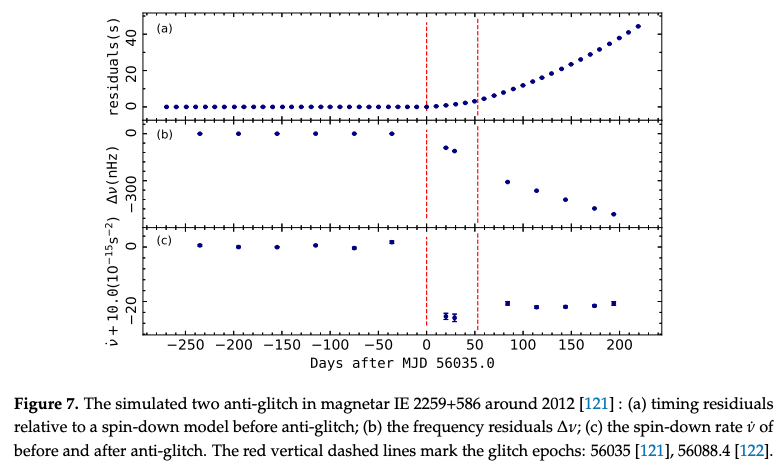 (a)
residuals(s)
40
20
0
(b)
Δν(nHz)
0
−300
(c)
ν̇ + 10.0(10⁻¹⁵s⁻²)
0
−20
−250 −200 −150 −100 −50 0 50 100 150 200
Days after MJD 56035.0
Figure 7. The simulated two anti-glitch in magnetar IE 2259+586 around 2012 [121] : (a) timing residiuals
relative to a spin-down model before anti-glitch; (b) the frequency residuals Δν; (c) the spin-down rate ν̇ of
before and after anti-glitch. The red vertical dashed lines mark the glitch epochs: 56035 [121], 56088.4 [122].